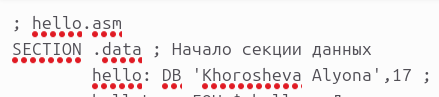 ; hello.asm
SECTION .data ; Начало секции данных
hello: DB 'Khorosheva Alyona',17 ;